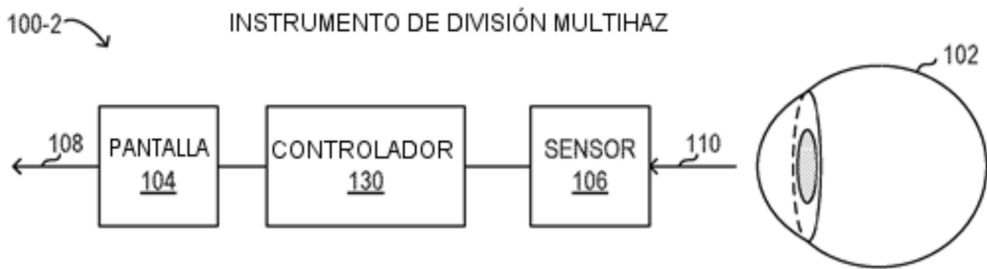 100-2
INSTRUMENTO DE DIVISIÓN MULTIHAZ
102
108
PANTALLA
104
CONTROLADOR
130
SENSOR
106
110